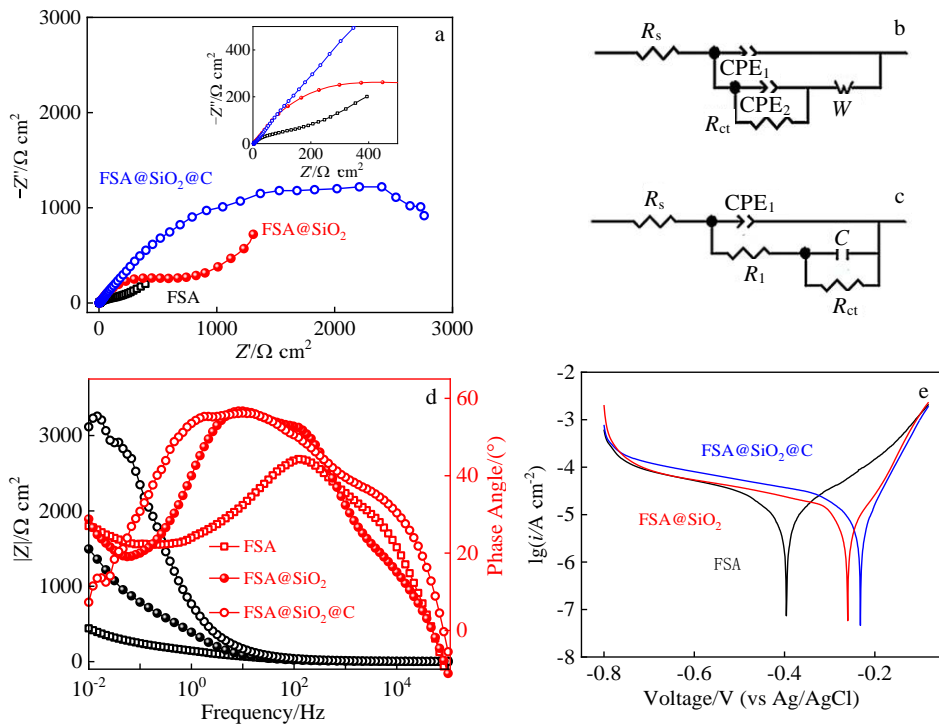 a
3000
2000
1000
0
−Z″/Ω cm²
0
1000
2000
3000
Z′/Ω cm²
FSA@SiO₂@C
FSA@SiO₂
FSA
400
200
0
−Z″/Ω cm²
0
200
400
Z′/Ω cm²
b
Rs
CPE₁
CPE₂
W
Rct
c
Rs
CPE₁
C
R₁
Rct
d
3000
2000
1000
0
|Z|/Ω cm²
60
40
20
0
Phase Angle/(°)
FSA
FSA@SiO₂
FSA@SiO₂@C
10⁻²
10⁰
10²
10⁴
Frequency/Hz
e
-2
-3
-4
-5
-6
-7
-8
lg(i/A cm⁻²)
FSA@SiO₂@C
FSA@SiO₂
FSA
-0.8
-0.6
-0.4
-0.2
Voltage/V (vs Ag/AgCl)